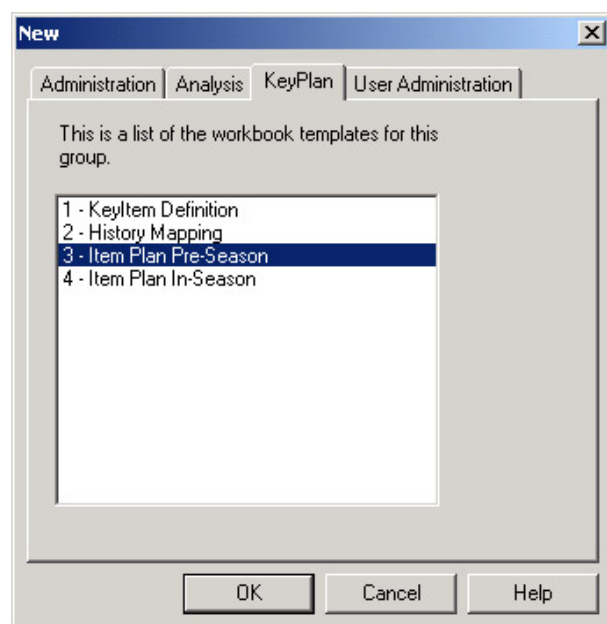 New
Administration Analysis KeyPlan User Administration
This is a list of the workbook templates for this
group.
1 - KeyItem Definition
2 - History Mapping
3 - Item Plan Pre-Season
4 - Item Plan In-Season
OK Cancel Help